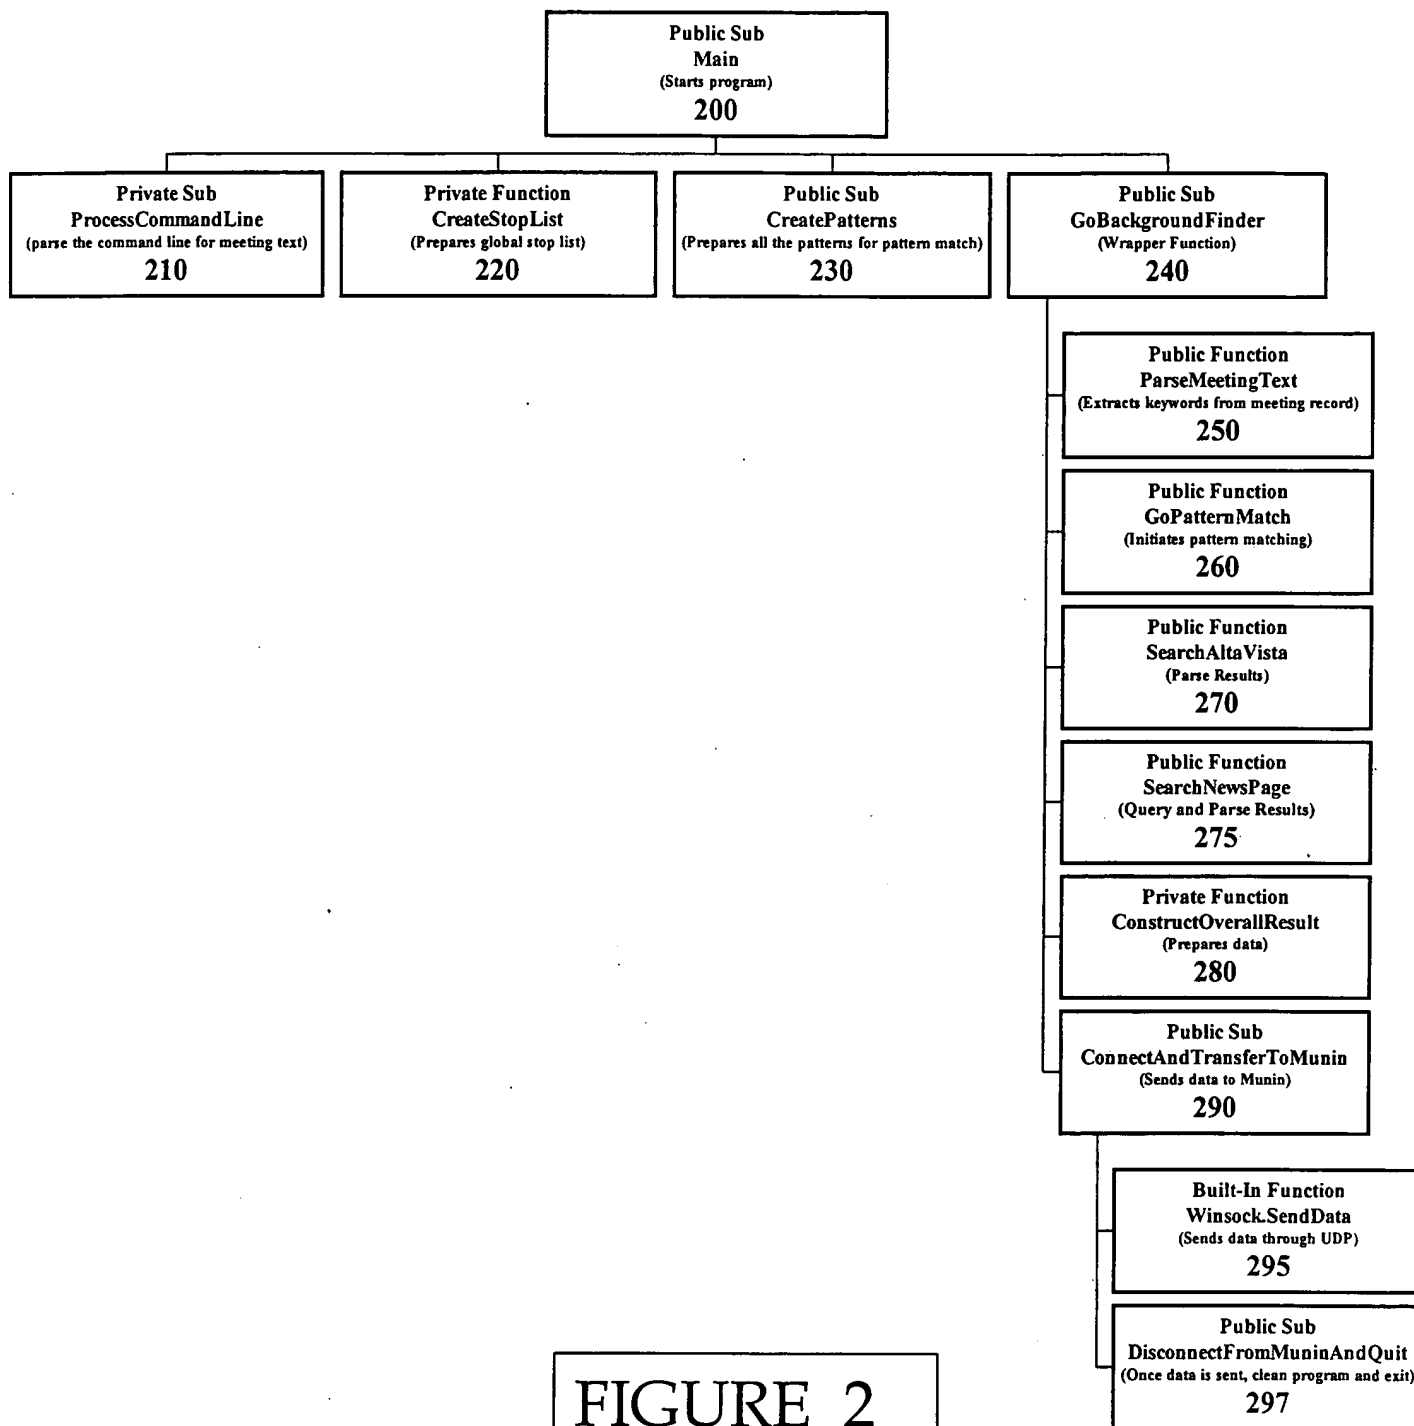 Public Sub
Main
(Starts program)
200
Private Sub
ProcessCommandLine
(parse the command line for meeting text)
210
Private Function
CreateStopList
(Prepares global stop list)
220
Public Sub
CreatePatterns
(Prepares all the patterns for pattern match)
230
Public Sub
GoBackgroundFinder
(Wrapper Function)
240
Public Function
ParseMeetingText
(Extracts keywords from meeting record)
250
Public Function
GoPatternMatch
(Initiates pattern matching)
260
Public Function
SearchAltaVista
(Parse Results)
270
Public Function
SearchNewsPage
(Query and Parse Results)
275
Private Function
ConstructOverallResult
(Prepares data)
280
Public Sub
ConnectAndTransferToMunin
(Sends data to Munin)
290
Built-In Function
Winsock.SendData
(Sends data through UDP)
295
Public Sub
DisconnectFromMuninAndQuit
(Once data is sent, clean program and exit)
297
FIGURE 2